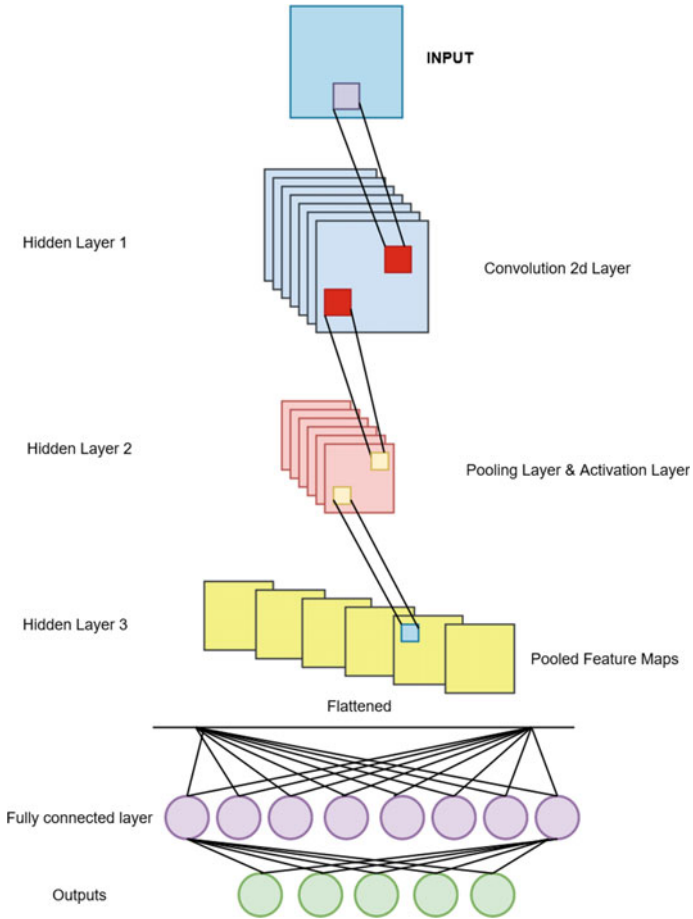 INPUT
Hidden Layer 1
Convolution 2d Layer
Hidden Layer 2
Pooling Layer & Activation Layer
Hidden Layer 3
Pooled Feature Maps
Flattened
Fully connected layer
Outputs